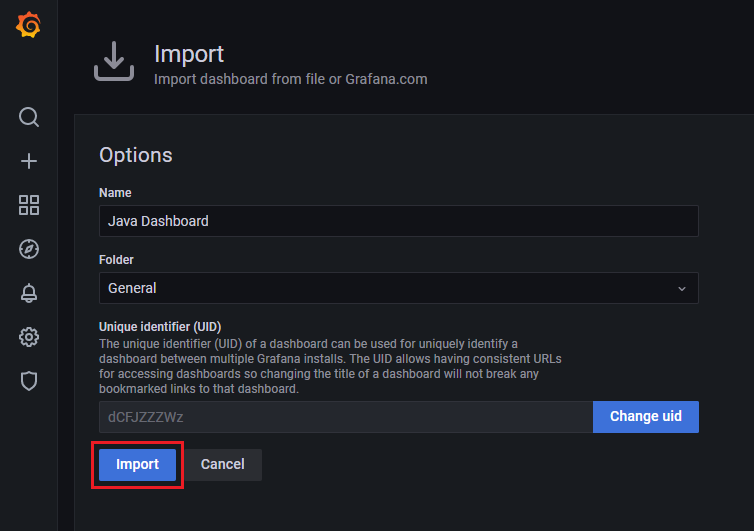 Import
Import dashboard from file or Grafana.com
Options
Name
Java Dashboard
Folder
General
Unique identifier (UID)
The unique identifier (UID) of a dashboard can be used for uniquely identify a
dashboard between multiple Grafana installs. The UID allows having consistent URLs
for accessing dashboards so changing the title of a dashboard will not break any
bookmarked links to that dashboard.
dCFJZZZWz Change uid
Import Cancel